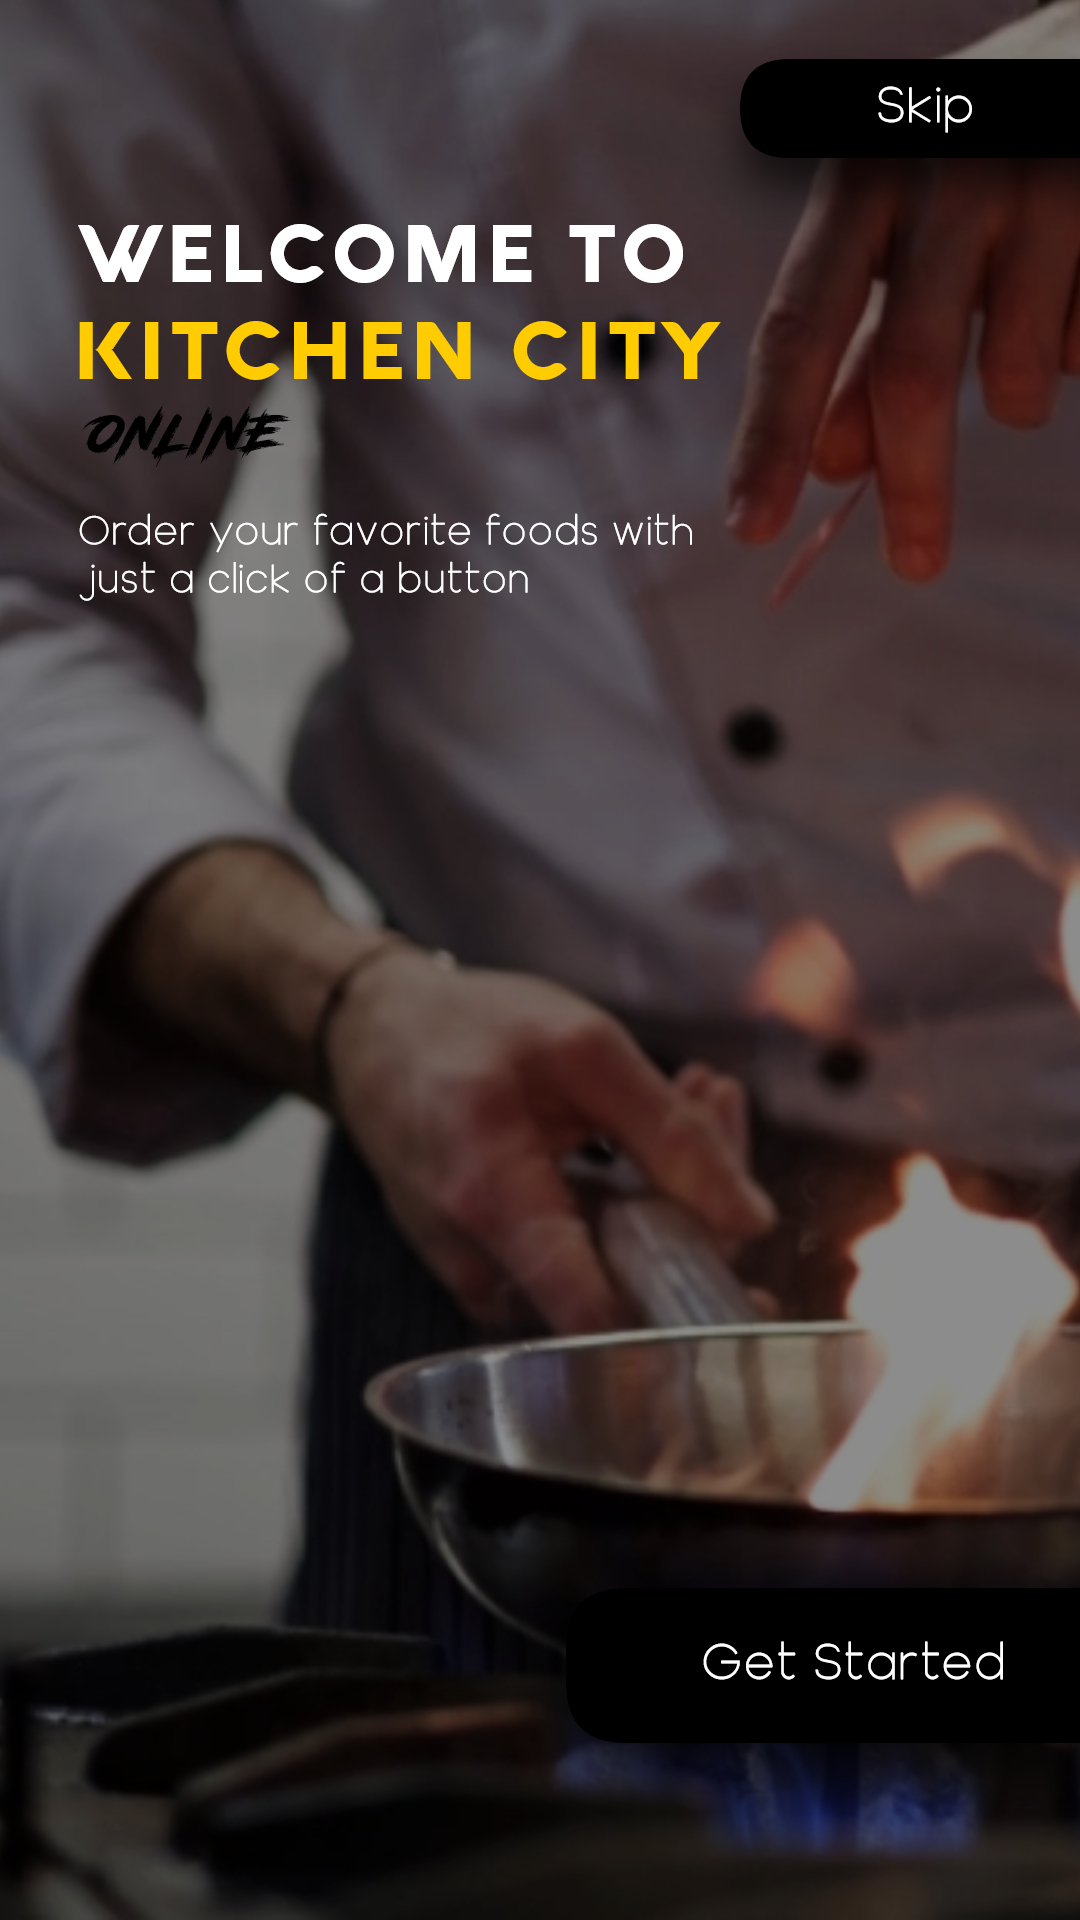 Skip
WELCOME TO
KITCHEN CITY
ONLINE
Order your favorite foods with
just a click of a button
Get Started